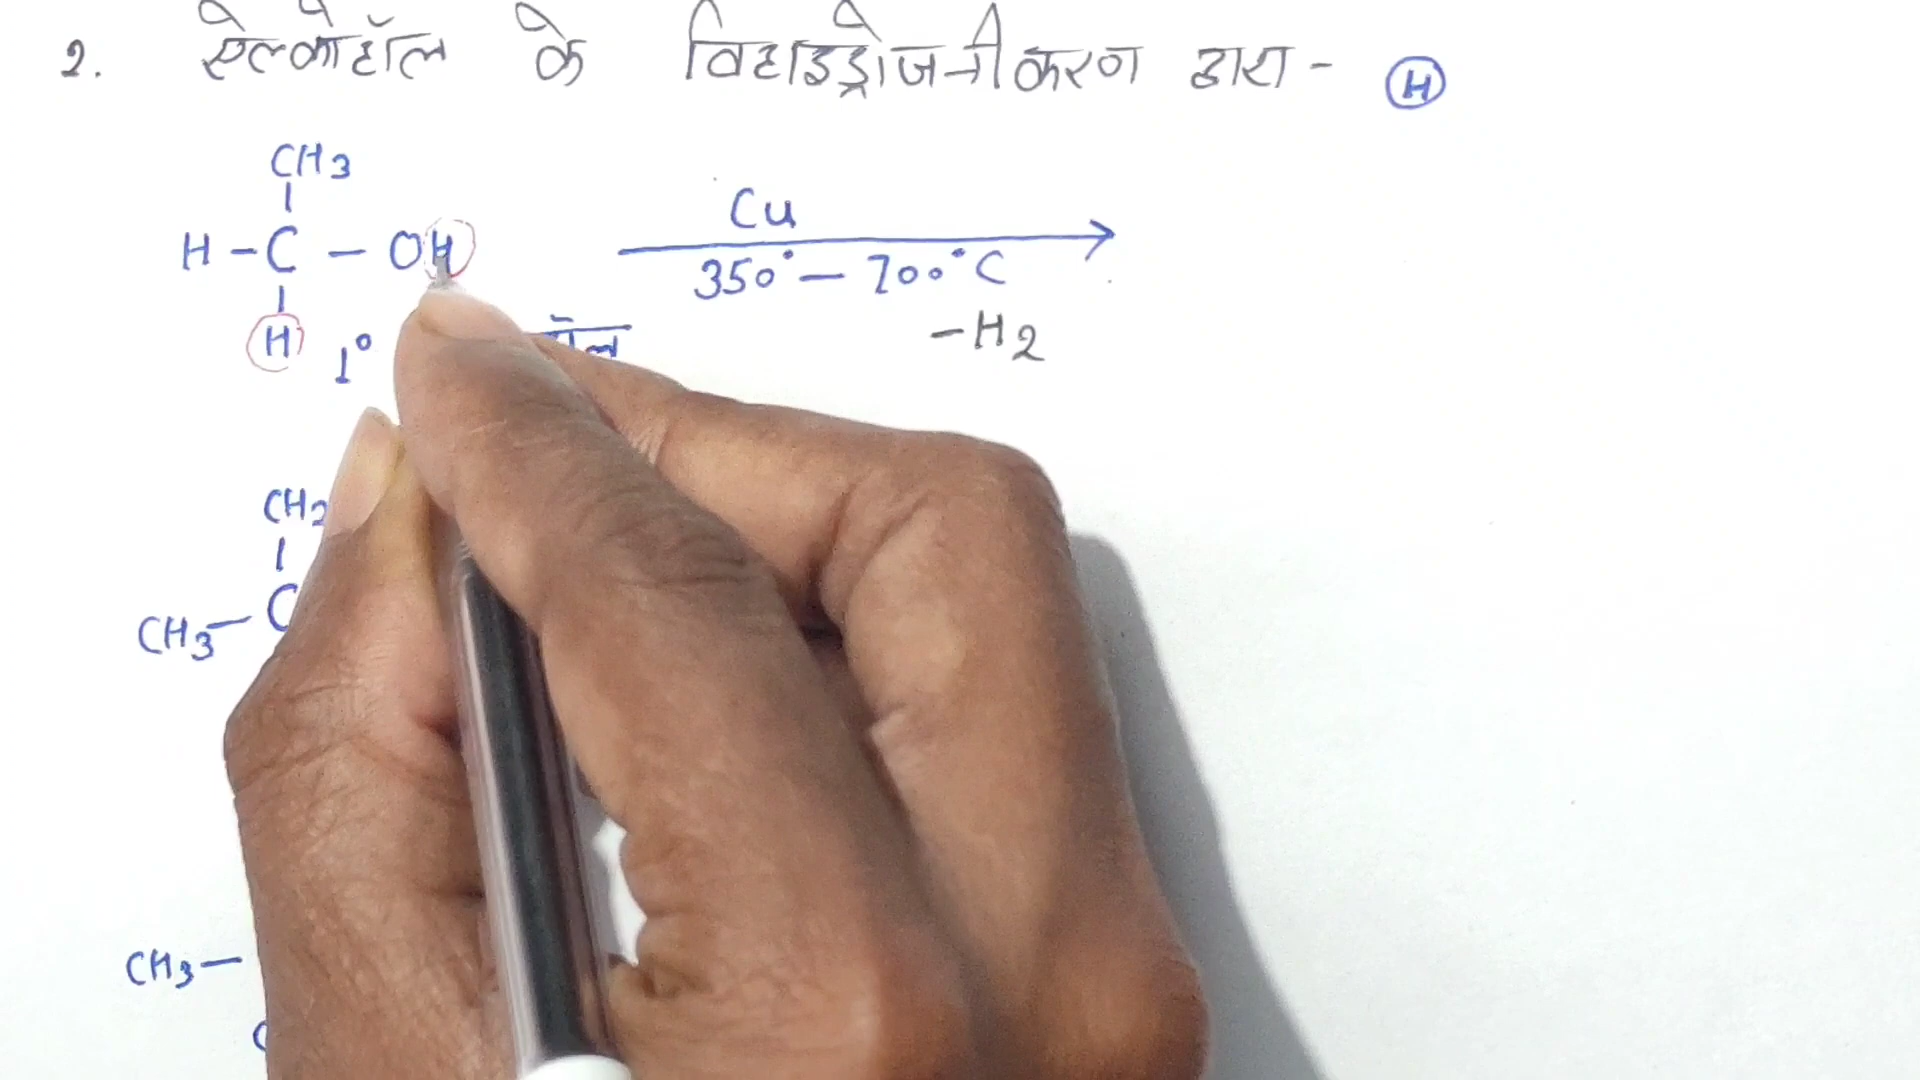 2. ऐल्कोहॉल के विहाइड्रोजनीकरण द्वारा - H
CH3
H - C - OH
H 1°
Cu
350° - 700°C
- H2
CH2
CH3 - C
CH3 -